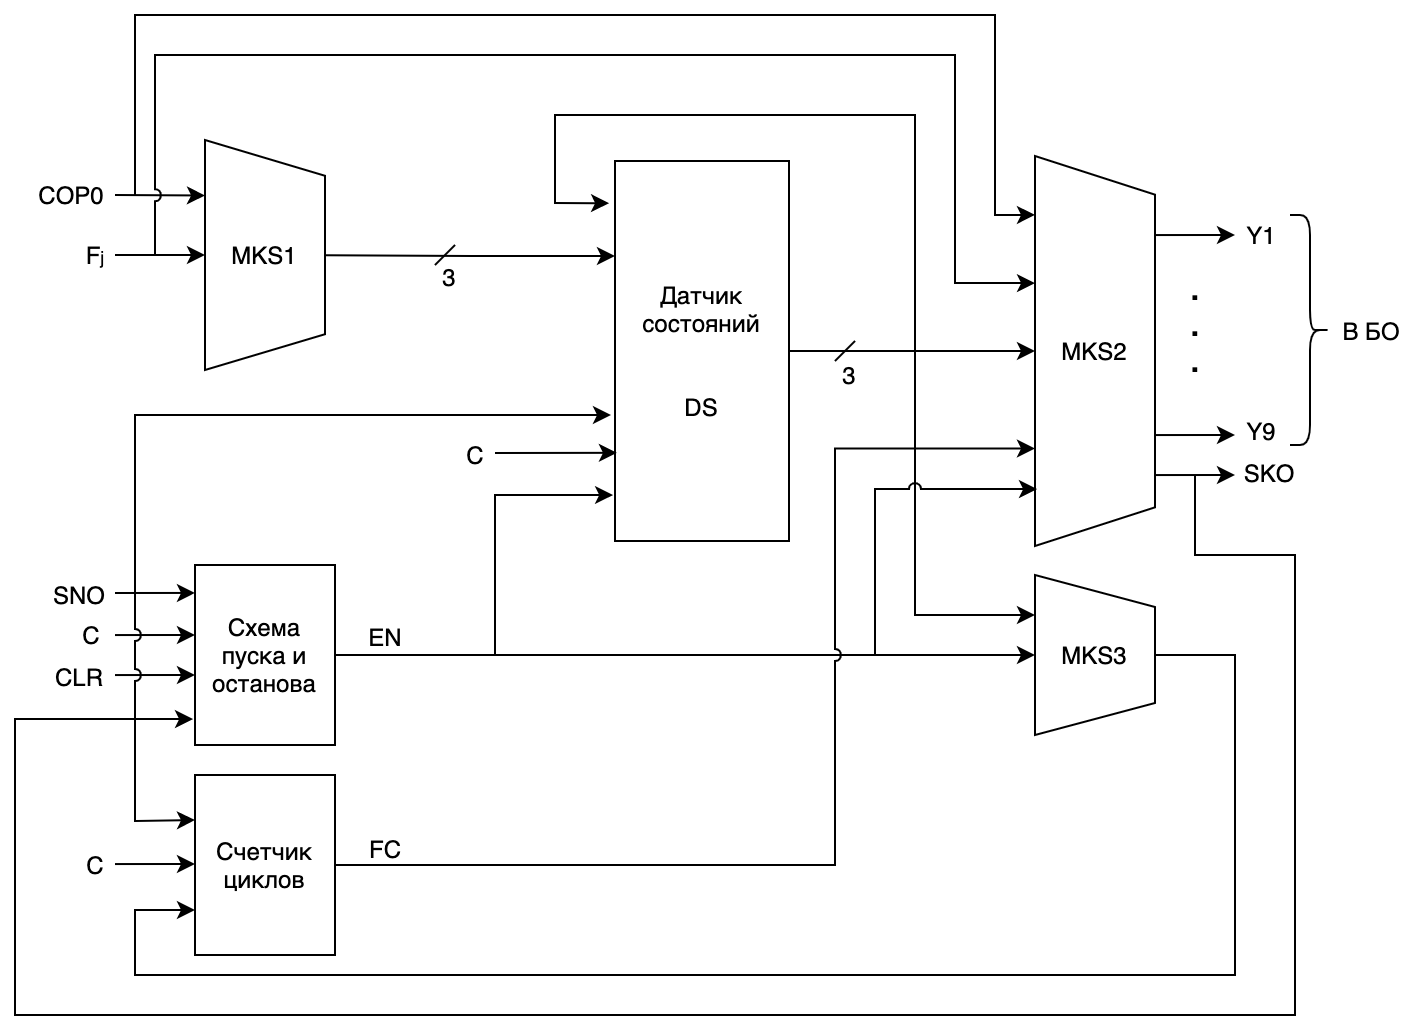 COP0
Fj
MKS1
3
Датчик
состояний
DS
C
3
MKS2
Y1
.
.
.
Y9
SKO
В БО
SNO
C
CLR
Схема
пуска и
останова
EN
MKS3
C
Счетчик
циклов
FC